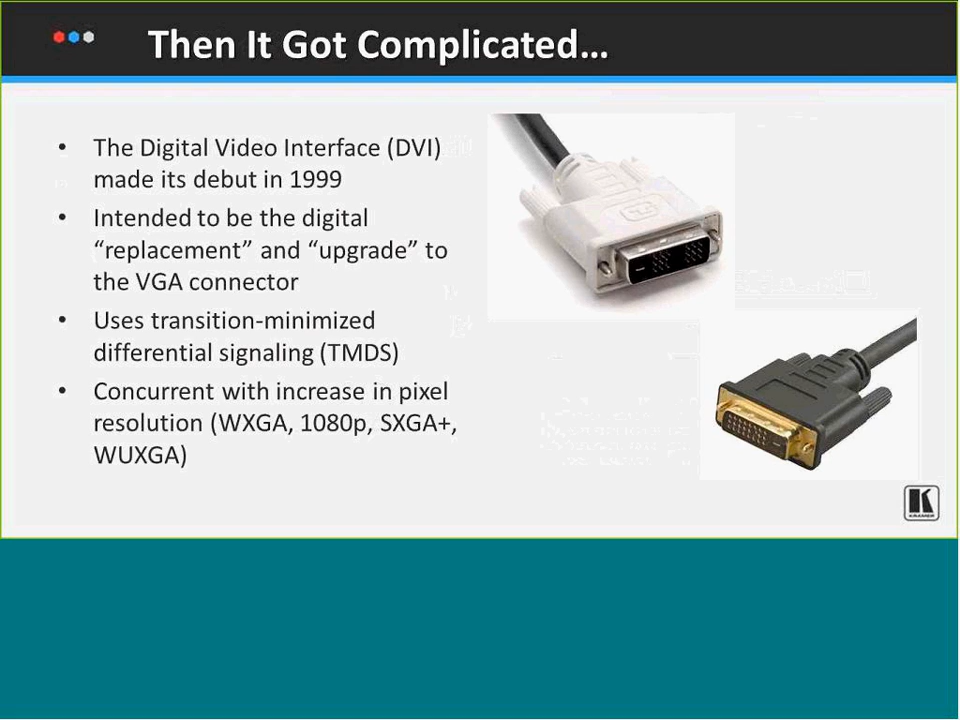 Then It Got Complicated…
• The Digital Video Interface (DVI)
made its debut in 1999
• Intended to be the digital
“replacement” and “upgrade” to
the VGA connector
• Uses transition-minimized
differential signaling (TMDS)
• Concurrent with increase in pixel
resolution (WXGA, 1080p, SXGA+,
WUXGA)
K
KRAMER